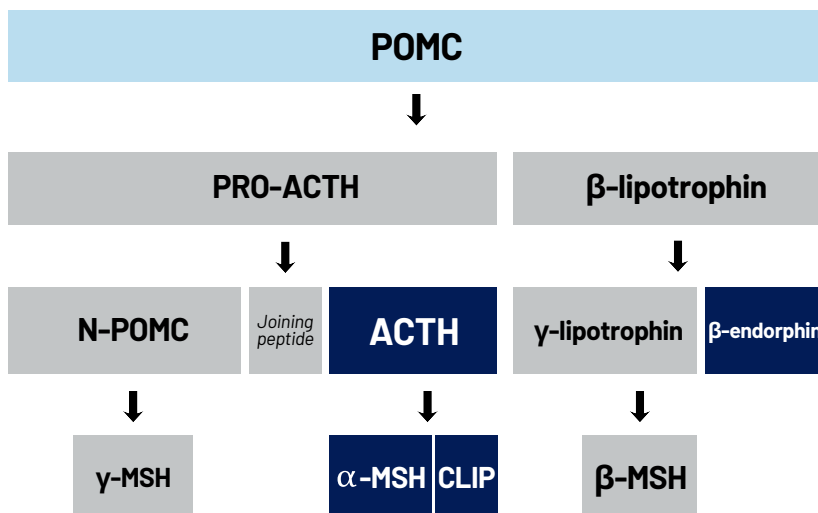 POMC
PRO-ACTH
β-lipotrophin
N-POMC
Joining
peptide
ACTH
γ-lipotrophin
β-endorphin
γ-MSH
α-MSH
CLIP
β-MSH